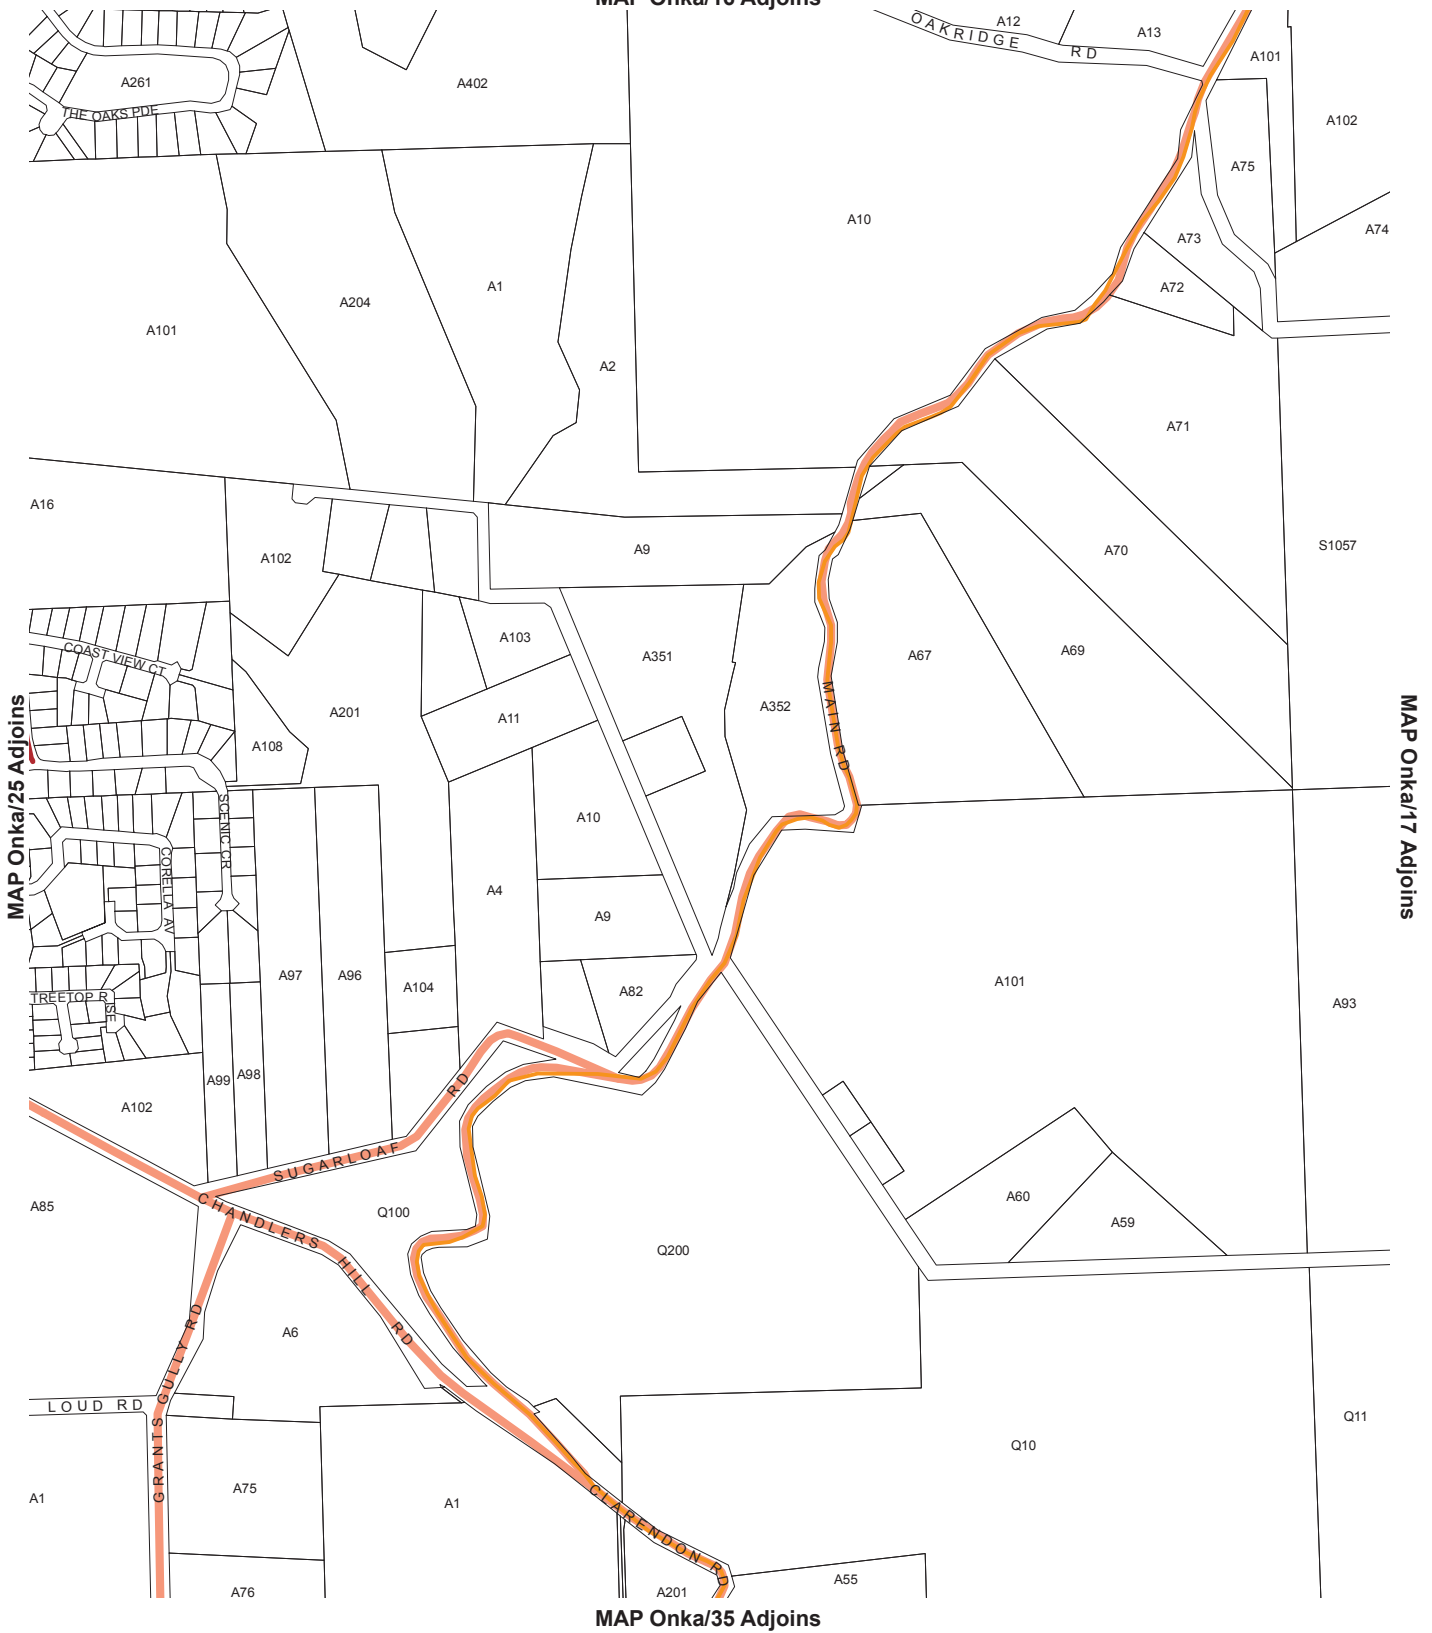 MAP Onka/18 Adjoins
OAKRIDGE RD
A12
A13
A101
A261
A402
THE OAKS PDE
A102
A75
A10
A73
A74
A72
A1
A204
A101
A2
A71
A16
A102
A9
A70
S1057
A103
COAST VIEW CT
A351
A67
A69
A201
A11
A352
MAIN RD
A108
MAP Onka/25 Adjoins
MAP Onka/17 Adjoins
SCENIC CR
A10
CORELLA AV
A4
A9
A97
A96
A104
A82
A101
A93
TREETOP RISE
A99
A98
RD
A102
SUGARLOAF
A60
A85
CHANDLERS HILL RD
Q100
A59
Q200
GRANTS GULLY RD
A6
LOUD RD
Q11
Q10
A75
A1
A1
CLARENDON RD
A76
A201
A55
MAP Onka/35 Adjoins